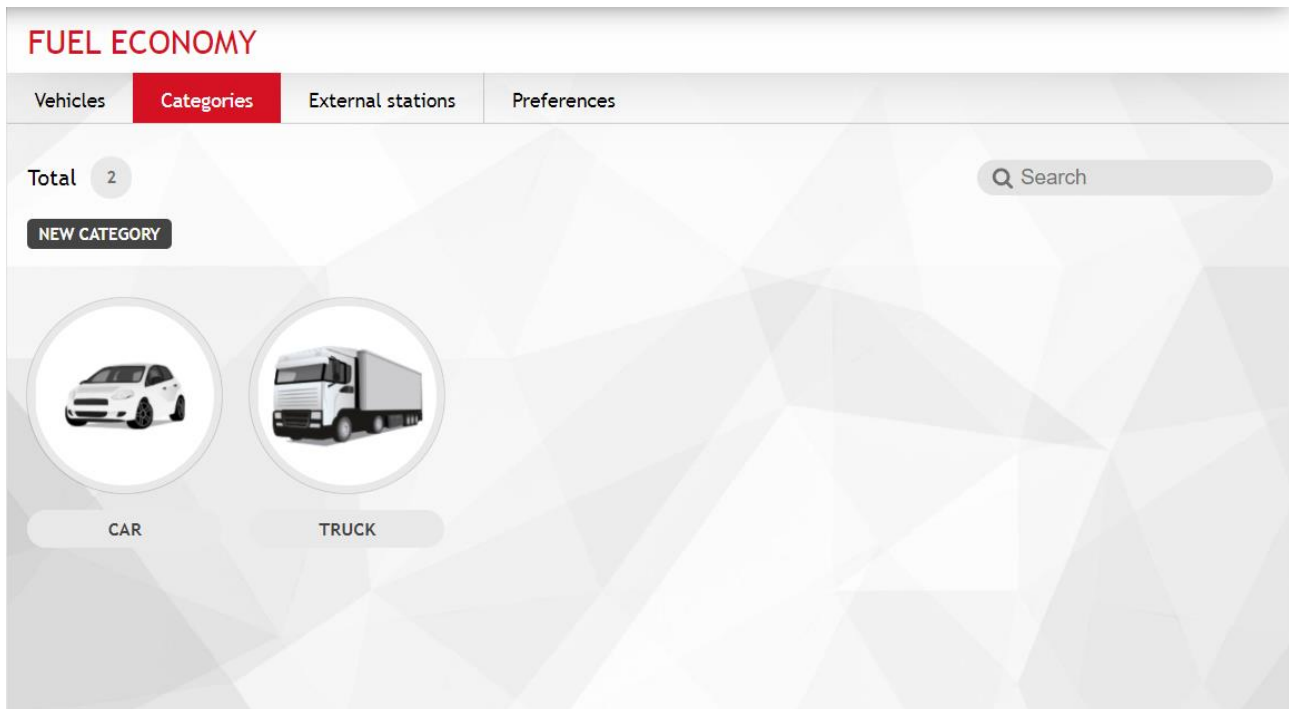 FUEL ECONOMY
Vehicles Categories External stations Preferences
Total 2 Search
NEW CATEGORY
CAR TRUCK